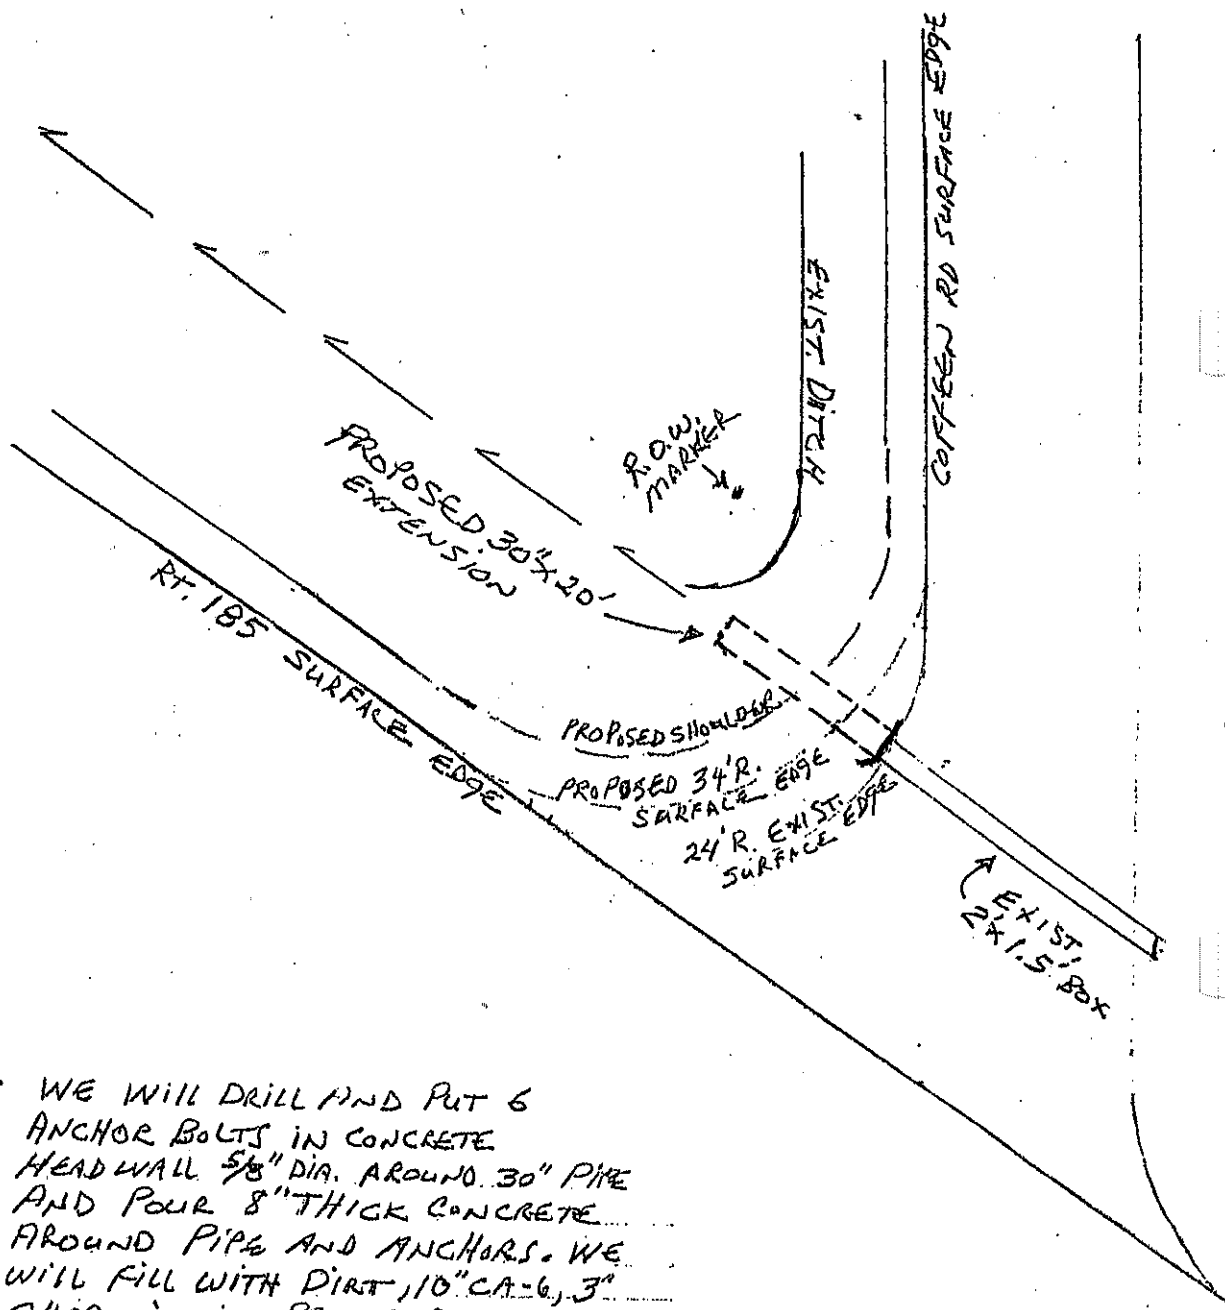 COFFEEN RD SURFACE EDGE
EXIST. DITCH
R.O.W.
MARKER
PROPOSED 30"X20'
EXTENSION
RT. 185 SURFACE EDGE
PROPOSED SHOULDER
PROPOSED 34'R.
SURFACE EDGE
24'R. EXIST.
SURFACE EDGE
EXIST.
2'X1.5' BOX
WE WILL DRILL AND PUT 6
ANCHOR BOLTS IN CONCRETE
HEADWALL 5/8" DIA. AROUND 30" PIPE
AND POUR 8" THICK CONCRETE
AROUND PIPE AND ANCHORS. WE
WILL FILL WITH DIRT, 10" CA-6, 3"